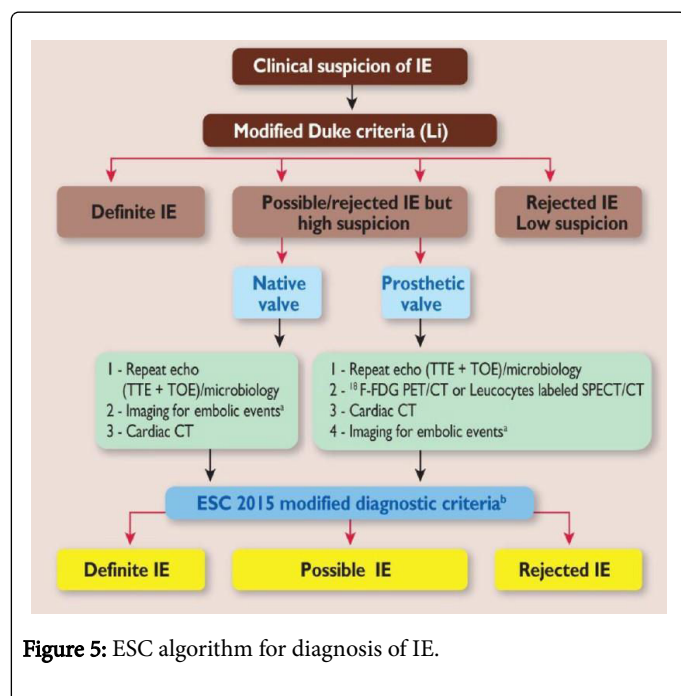 Clinical suspicion of IE
Modified Duke criteria (Li)
Definite IE
Possible/rejected IE but
high suspicion
Rejected IE
Low suspicion
Native
valve
Prosthetic
valve
1 - Repeat echo
(TTE + TOE)/microbiology
2 - Imaging for embolic eventsᵃ
3 - Cardiac CT
1 - Repeat echo (TTE + TOE)/microbiology
2 - ¹⁸F-FDG PET/CT or Leucocytes labeled SPECT/CT
3 - Cardiac CT
4 - Imaging for embolic eventsᵃ
ESC 2015 modified diagnostic criteriaᵇ
Definite IE
Possible IE
Rejected IE
Figure 5: ESC algorithm for diagnosis of IE.